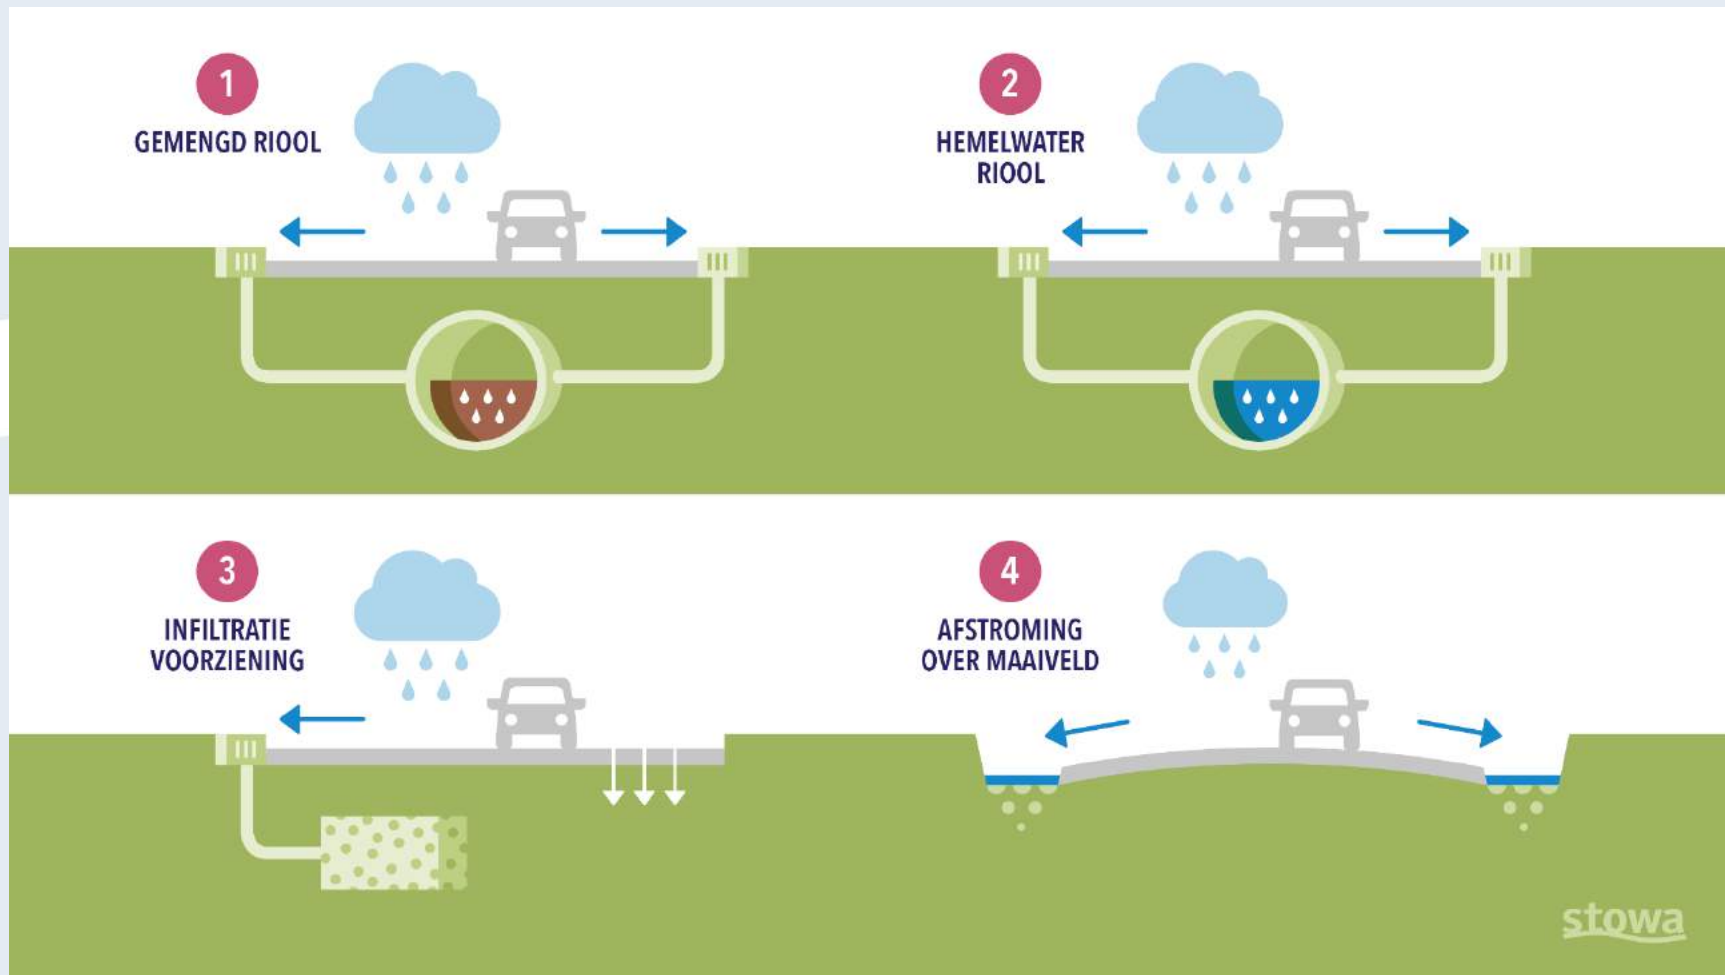 1
GEMENGD RIOOL
2
HEMELWATER
RIOOL
3
INFILTRATIE
VOORZIENING
4
AFSTROMING
OVER MAAIVELD
stowa